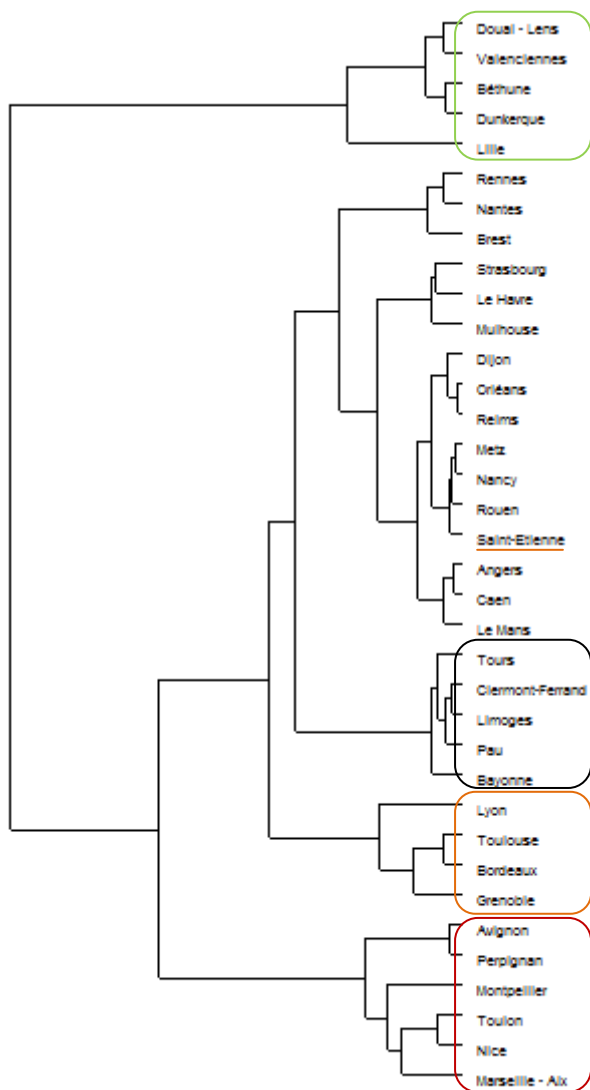 Douai - Lens
Valenciennes
Béthune
Dunkerque
Lille
Rennes
Nantes
Brest
Strasbourg
Le Havre
Mulhouse
Dijon
Orléans
Reims
Metz
Nancy
Rouen
Saint-Etienne
Angers
Caen
Le Mans
Tours
Clermont-Ferrand
Limoges
Pau
Bayonne
Lyon
Toulouse
Bordeaux
Grenoble
Avignon
Perpignan
Montpellier
Toulon
Nice
Marseille - Aix